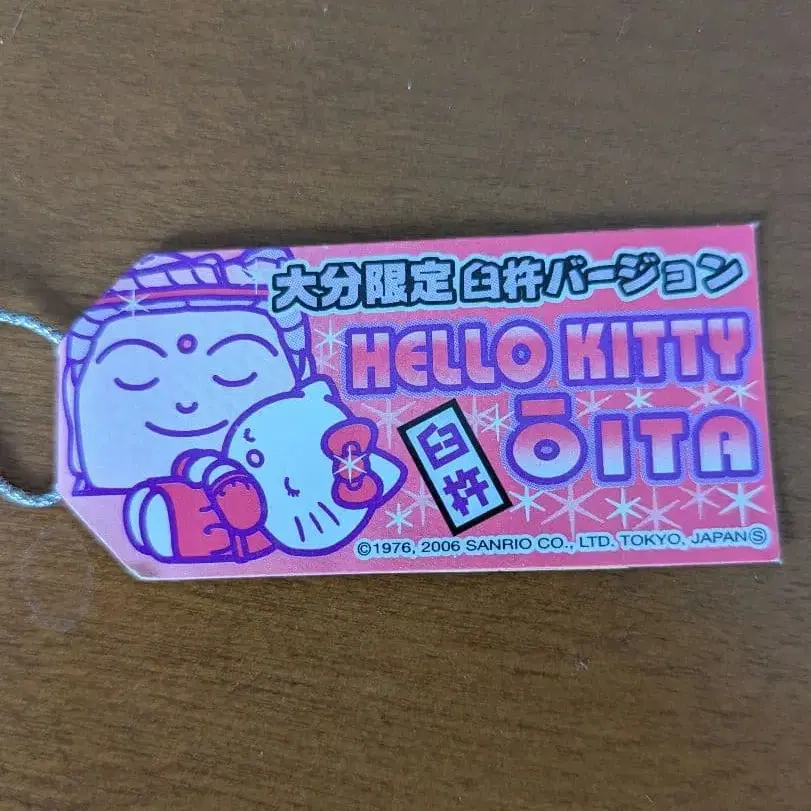 大分限定 臼杵バージョン
HELLO KITTY
臼杵
ŌITA
©1976, 2006 SANRIO CO., LTD. TOKYO, JAPAN Ⓢ